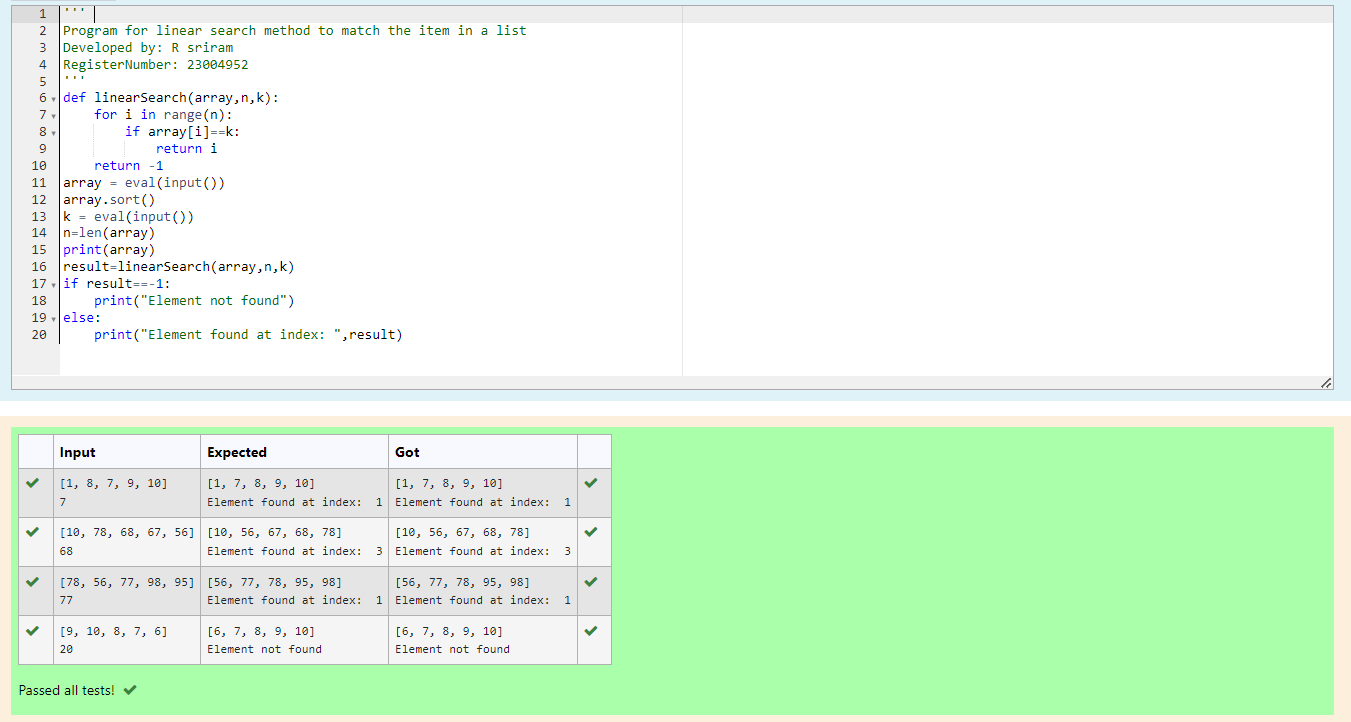 1 '''
2 Program for linear search method to match the item in a list
3 Developed by: R sriram
4 RegisterNumber: 23004952
5 '''
6 def linearSearch(array,n,k):
7     for i in range(n):
8         if array[i]==k:
9             return i
10     return -1
11 array = eval(input())
12 array.sort()
13 k = eval(input())
14 n=len(array)
15 print(array)
16 result=linearSearch(array,n,k)
17 if result==-1:
18     print("Element not found")
19 else:
20     print("Element found at index: ",result)
Input Expected Got
[1, 8, 7, 9, 10] [1, 7, 8, 9, 10] [1, 7, 8, 9, 10]
7 Element found at index:  1 Element found at index:  1
[10, 78, 68, 67, 56] [10, 56, 67, 68, 78] [10, 56, 67, 68, 78]
68 Element found at index:  3 Element found at index:  3
[78, 56, 77, 98, 95] [56, 77, 78, 95, 98] [56, 77, 78, 95, 98]
77 Element found at index:  1 Element found at index:  1
[9, 10, 8, 7, 6] [6, 7, 8, 9, 10] [6, 7, 8, 9, 10]
20 Element not found Element not found
Passed all tests!